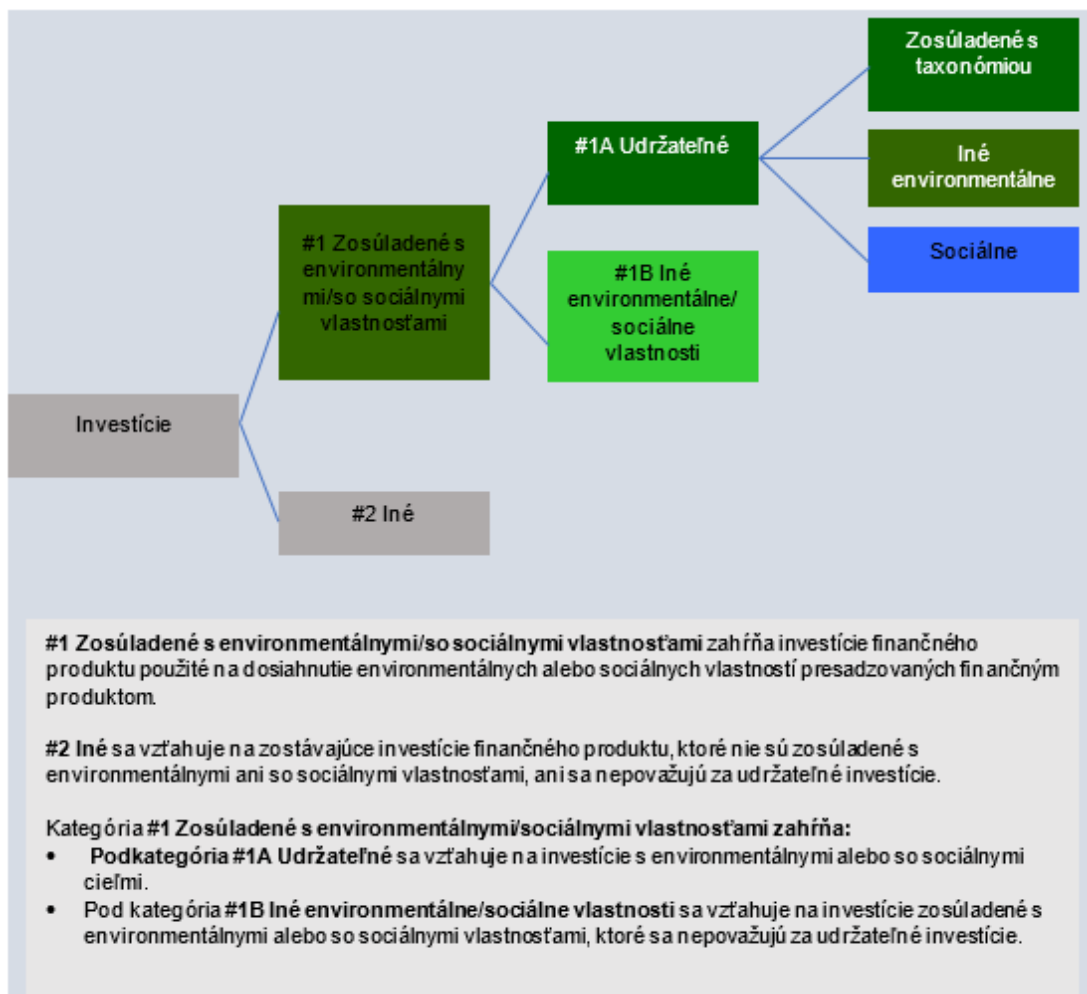 Zosúladené s
taxonómiou
#1A Udržateľné
Iné
environmentálne
#1 Zosúladené s
environmentálny
mi/so sociálnymi
vlastnosťami
Sociálne
#1B Iné
environmentálne/
sociálne
vlastnosti
Investície
#2 Iné
#1 Zosúladené s environmentálnymi/so sociálnymi vlastnosťami zahŕňa investície finančného
produktu použité na dosiahnutie environmentálnych alebo sociálnych vlastností presadzovaných finančným
produktom.
#2 Iné sa vzťahuje na zostávajúce investície finančného produktu, ktoré nie sú zosúladené s
environmentálnymi ani so sociálnymi vlastnosťami, ani sa nepovažujú za udržateľné investície.
Kategória #1 Zosúladené s environmentálnymi/sociálnymi vlastnosťami zahŕňa:
• Podkategória #1A Udržateľné sa vzťahuje na investície s environmentálnymi alebo so sociálnymi
cieľmi.
• Pod kategória #1B Iné environmentálne/sociálne vlastnosti sa vzťahuje na investície zosúladené s
environmentálnymi alebo so sociálnymi vlastnosťami, ktoré sa nepovažujú za udržateľné investície.